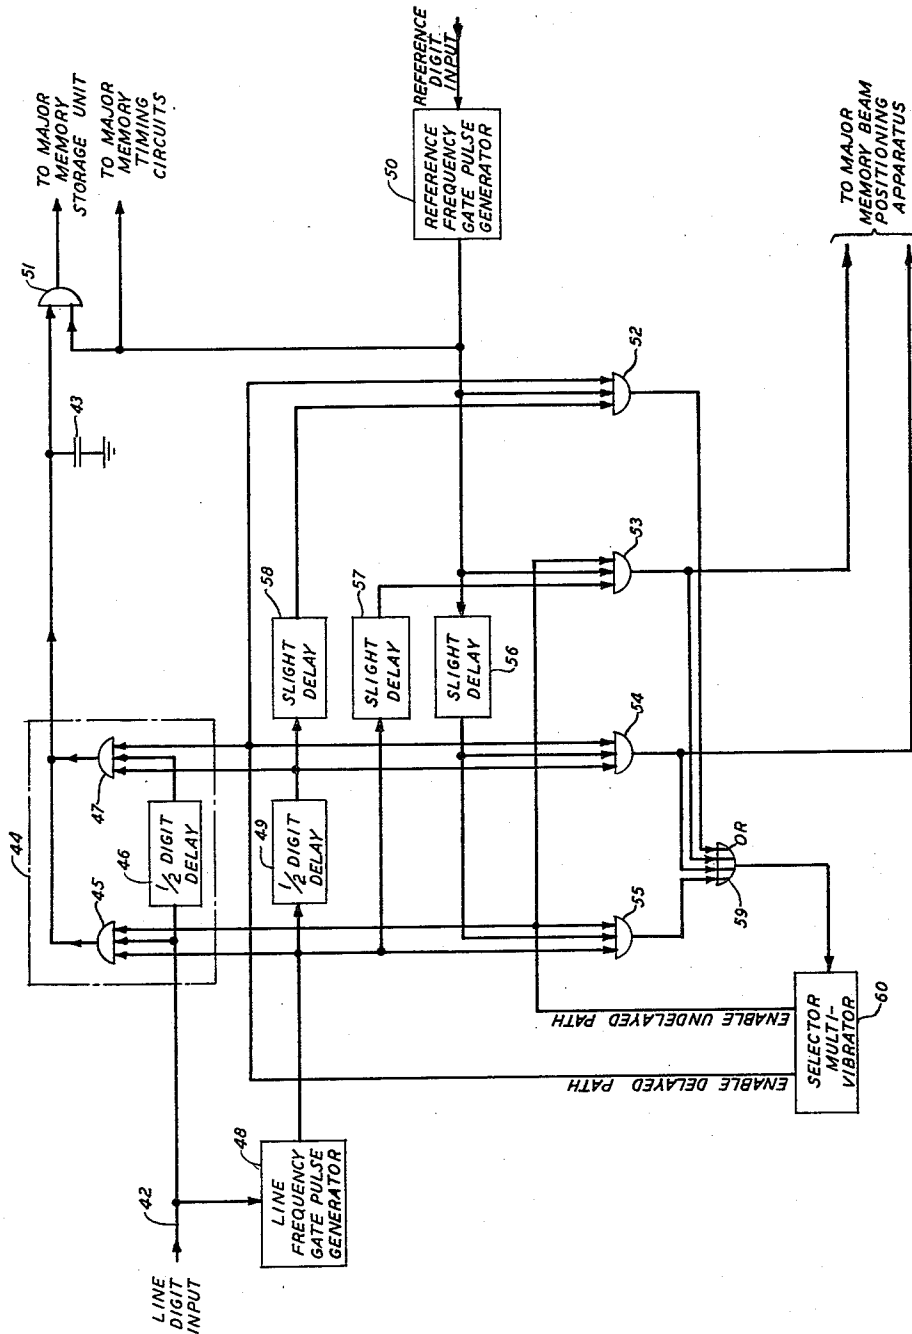 LINE
DIGIT
INPUT
42
48
LINE
FREQUENCY
GATE PULSE
GENERATOR
44
45
46
1/2 DIGIT
DELAY
47
49
1/2 DIGIT
DELAY
58
SLIGHT
DELAY
57
SLIGHT
DELAY
SLIGHT
DELAY
56
43
51
TO MAJOR
MEMORY
STORAGE UNIT
TO MAJOR
MEMORY
TIMING
CIRCUITS
50
REFERENCE
FREQUENCY
GATE PULSE
GENERATOR
REFERENCE
DIGIT
INPUT
52
53
54
55
OR
59
ENABLE UNDELAYED PATH
ENABLE DELAYED PATH
SELECTOR
MULTI-
VIBRATOR
60
TO MAJOR
MEMORY BEAM
POSITIONING
APPARATUS